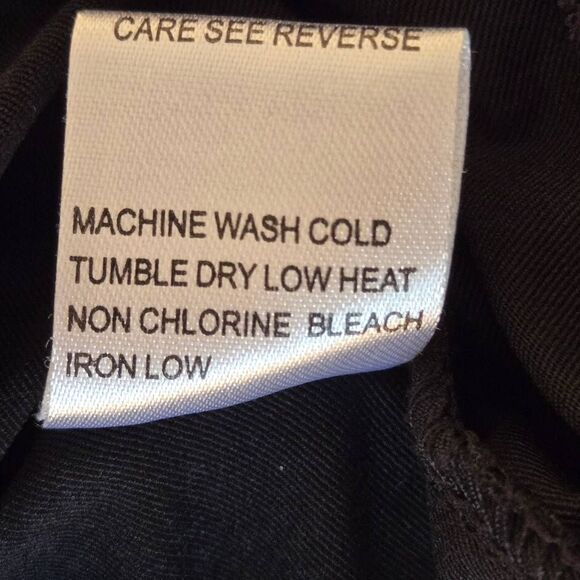 CARE SEE REVERSE
MACHINE WASH COLD
TUMBLE DRY LOW HEAT
NON CHLORINE BLEACH
IRON LOW